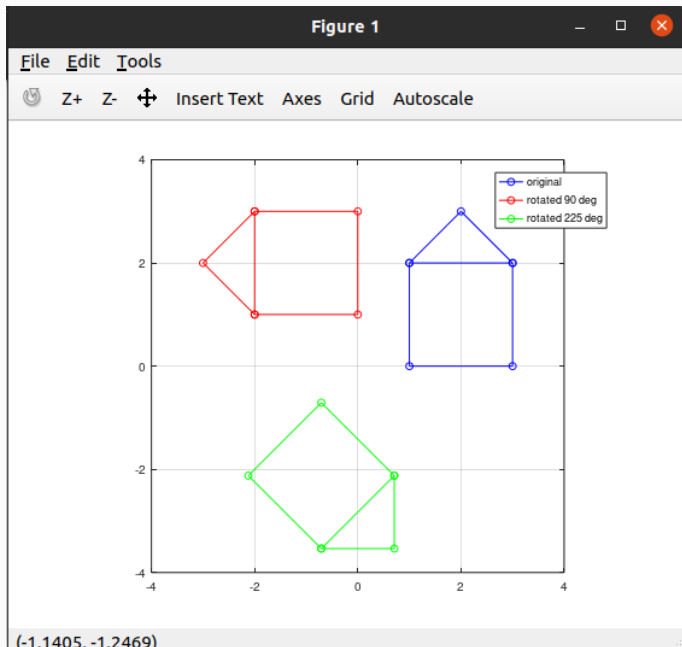 Figure 1
File Edit Tools
Z+ Z- Insert Text Axes Grid Autoscale
original
rotated 90 deg
rotated 225 deg
4
2
0
-2
-4
-4 -2 0 2 4
(-1.1405, -1.2469)